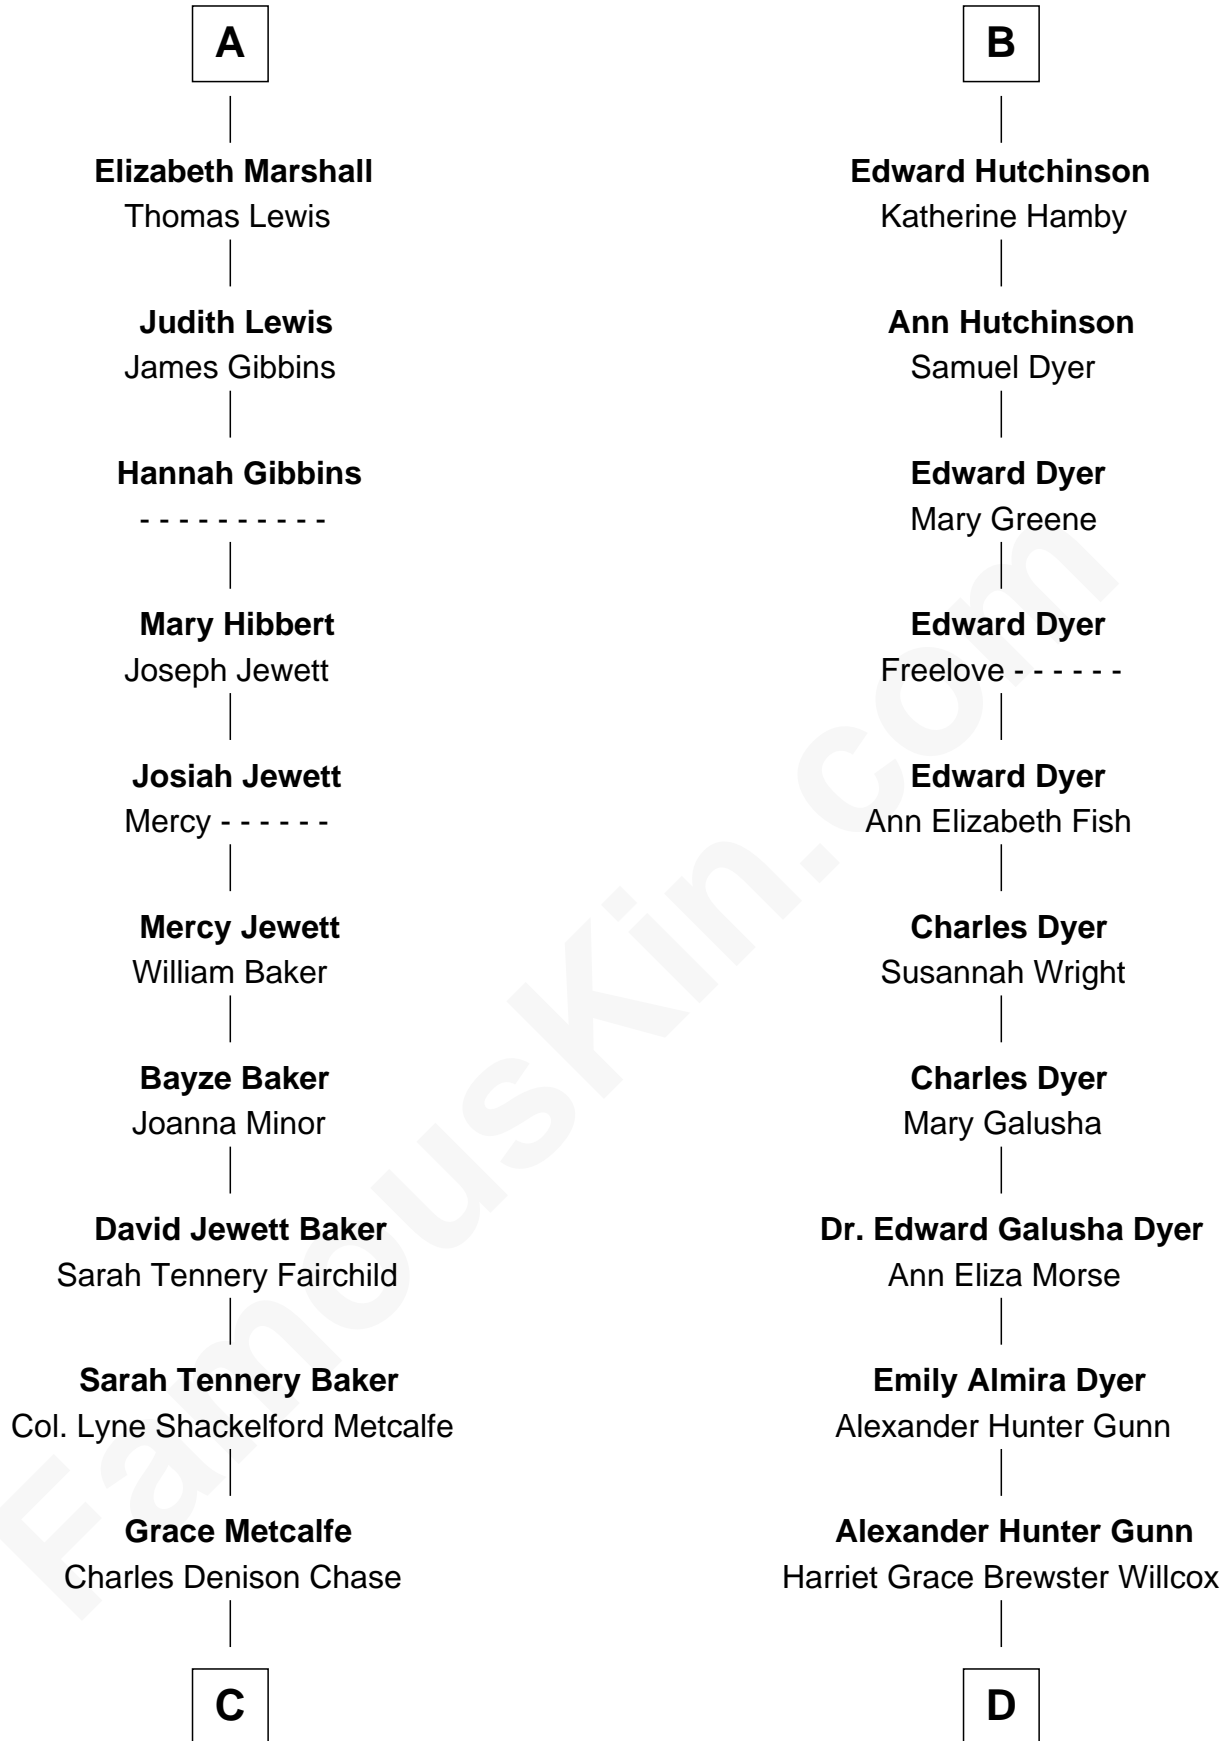 A
Elizabeth Marshall
Thomas Lewis
Judith Lewis
James Gibbins
Hannah Gibbins
- - - - - - - - - -
Mary Hibbert
Joseph Jewett
Josiah Jewett
Mercy - - - - - -
Mercy Jewett
William Baker
Bayze Baker
Joanna Minor
David Jewett Baker
Sarah Tennery Fairchild
Sarah Tennery Baker
Col. Lyne Shackelford Metcalfe
Grace Metcalfe
Charles Denison Chase
C
B
Edward Hutchinson
Katherine Hamby
Ann Hutchinson
Samuel Dyer
Edward Dyer
Mary Greene
Edward Dyer
Freelove - - - - - -
Edward Dyer
Ann Elizabeth Fish
Charles Dyer
Susannah Wright
Charles Dyer
Mary Galusha
Dr. Edward Galusha Dyer
Ann Eliza Morse
Emily Almira Dyer
Alexander Hunter Gunn
Alexander Hunter Gunn
Harriet Grace Brewster Willcox
D
FamousKin.com